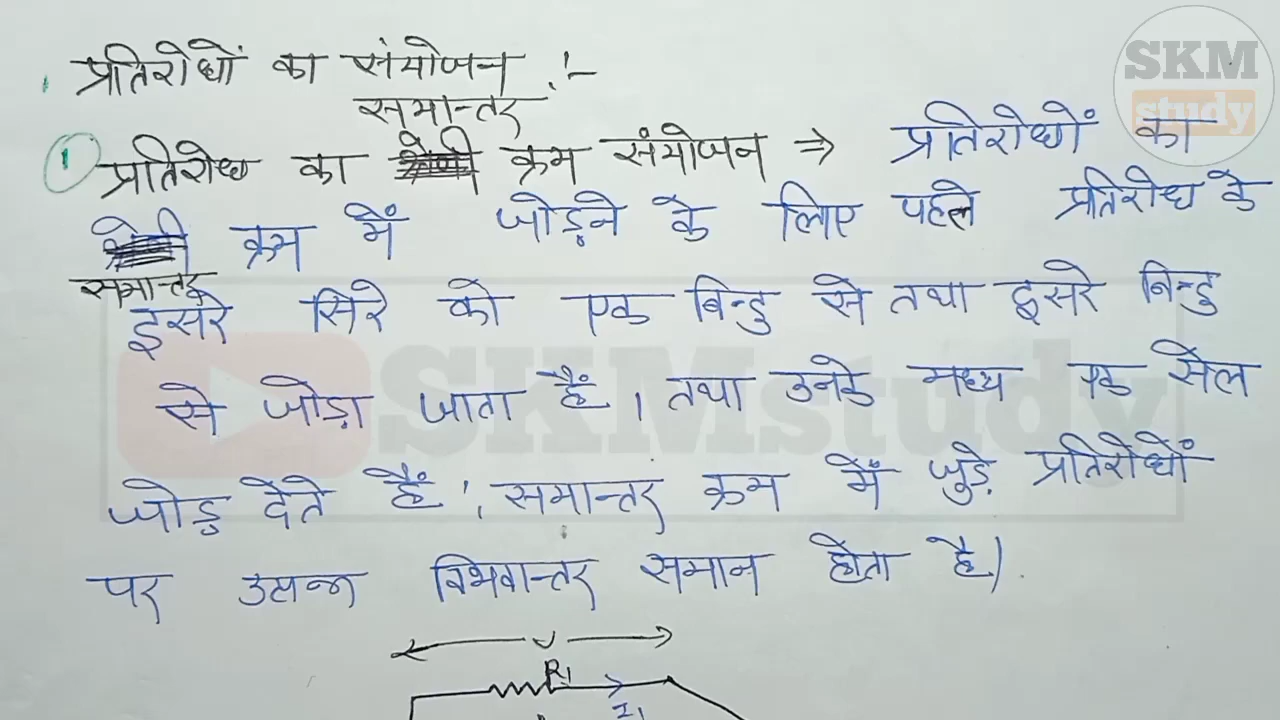 प्रतिरोधों का संयोजन :-
समान्तर
① प्रतिरोध का क्रम संयोजन ⇒ प्रतिरोधों का
क्रम में जोड़ने के लिए पहले प्रतिरोध के
समान्तर
दुसरे सिरे को एक बिन्दु से तथा दुसरे बिन्दु
से जोड़ा जाता है। तथा उनके मध्य एक सेल
जोड़ देते हैं। समान्तर क्रम में जुड़े प्रतिरोधों
पर उत्पन्न विभवान्तर समान होता है।
V
R1
I1
SKM
study
SKMstudy